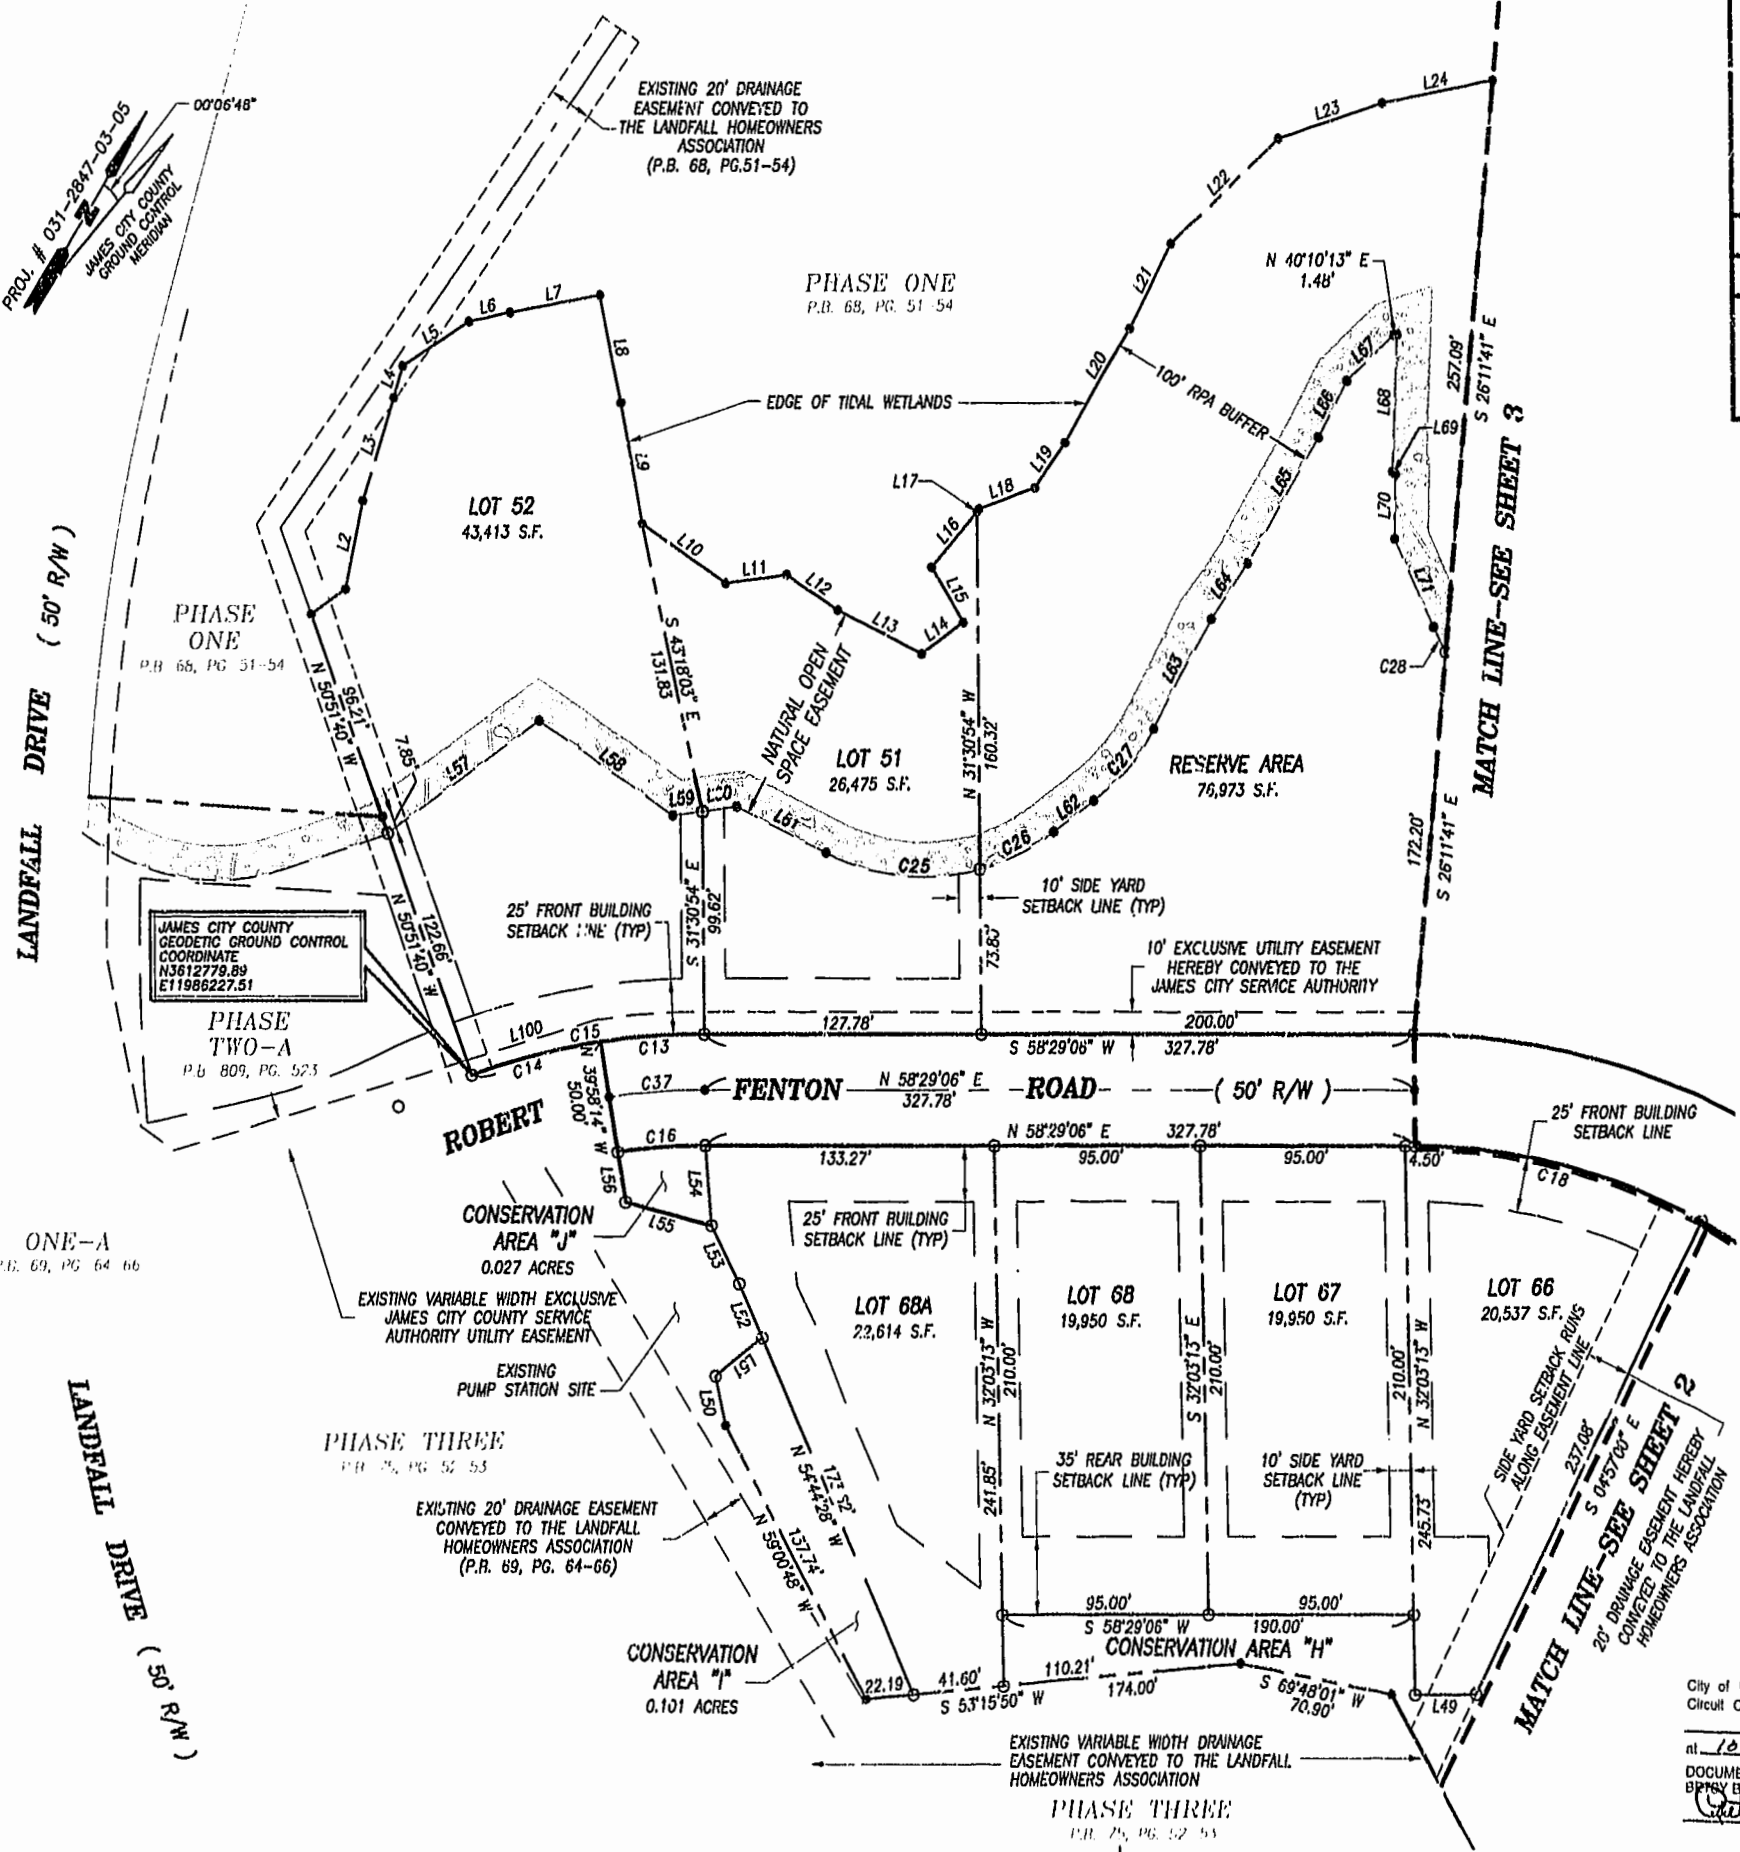 PROJ. # 031-2847-03-05
00°06'48"
JAMES CITY COUNTY
GROUND CONTROL
MERIDIAN
EXISTING 20' DRAINAGE
EASEMENT CONVEYED TO
THE LANDFALL HOMEOWNERS
ASSOCIATION
(P.B. 68, PG.51-54)
L24
L23
L22
L21
L20
L19
L18
L17
L16
L15
L14
L13
L12
L11
L10
L9
L8
L7
L6
L5
L4
L3
L2
PHASE ONE
P.B. 68, PG. 51-54
N 40°10'13" E
1.48'
EDGE OF TIDAL WETLANDS
100' RPA BUFFER
L67
L66
L68
L69
L65
L70
L64
L71
L63
C28
257.09'
S 26°11'41" E
MATCH LINE-SEE SHEET 3
LOT 52
43,413 S.F.
LANDFALL DRIVE ( 50' R/W )
PHASE
ONE
P.B. 68, PG 51-54
96.21'
N 50°51'40" W
7.85'
L57
L58
L59
L61
S 43°18'03" E
131.83
NATURAL OPEN
SPACE EASEMENT
LOT 51
26,475 S.F.
N 31°30'54" W
160.32'
RESERVE AREA
76,973 S.F.
C27
L62
C26
C25
172.20'
S 26°11'41" E
10' SIDE YARD
SETBACK LINE (TYP)
25' FRONT BUILDING
SETBACK LINE (TYP)
S 31°30'54" E
99.62'
73.83'
122.66'
N 50°51'40" W
JAMES CITY COUNTY
GEODETIC GROUND CONTROL
COORDINATE
N3612779.89
E11986227.51
10' EXCLUSIVE UTILITY EASEMENT
HEREBY CONVEYED TO THE
JAMES CITY SERVICE AUTHORITY
PHASE
TWO-A
P.B 809, PG. 523
L100
C15
C13
C14
127.78'
200.00'
S 58°29'06" W 327.78'
N 39°58'14" W
50.00'
C37
ROBERT FENTON ROAD ( 50' R/W )
N 58°29'06" E
327.78'
C16
N 58°29'06" E 327.78'
133.27'
95.00'
95.00'
4.50'
C18
25' FRONT BUILDING
SETBACK LINE
L56
L54
L55
L53
L52
L51
L50
CONSERVATION
AREA "J"
0.027 ACRES
ONE-A
P.B. 69, PG 64-66
25' FRONT BUILDING
SETBACK LINE (TYP)
EXISTING VARIABLE WIDTH EXCLUSIVE
JAMES CITY COUNTY SERVICE
AUTHORITY UTILITY EASEMENT
EXISTING
PUMP STATION SITE
LOT 68A
22,614 S.F.
LOT 68
19,950 S.F.
LOT 67
19,950 S.F.
LOT 66
20,537 S.F.
N 32°03'13" W
210.00'
S 32°03'13" E
210.00'
210.00'
N 32°03'13" W
SIDE YARD SETBACK RUNS
ALONG EASEMENT LINE
LANDFALL DRIVE ( 50' R/W )
PHASE THREE
P.B. 75, PG 52-53
EXISTING 20' DRAINAGE EASEMENT
CONVEYED TO THE LANDFALL
HOMEOWNERS ASSOCIATION
(P.B. 69, PG. 64-66)
N 54°44'28" W
137.74'
N 59°00'48" W
241.85'
35' REAR BUILDING
SETBACK LINE (TYP)
10' SIDE YARD
SETBACK LINE
(TYP)
245.73'
237.08'
S 04°57'00" E
MATCH LINE-SEE SHEET 2
20' DRAINAGE EASEMENT HEREBY
CONVEYED TO THE LANDFALL
HOMEOWNERS ASSOCIATION
95.00'
95.00'
S 58°29'06" W 190.00'
CONSERVATION AREA "H"
CONSERVATION
AREA "I"
0.101 ACRES
22.19
41.60'
110.21'
S 53°15'50" W
174.00'
S 69°48'01" W
70.90'
L49
EXISTING VARIABLE WIDTH DRAINAGE
EASEMENT CONVEYED TO THE LANDFALL
HOMEOWNERS ASSOCIATION
PHASE THREE
P.B. 75, PG. 52-53
City of
Circuit C
at 10
DOCUME